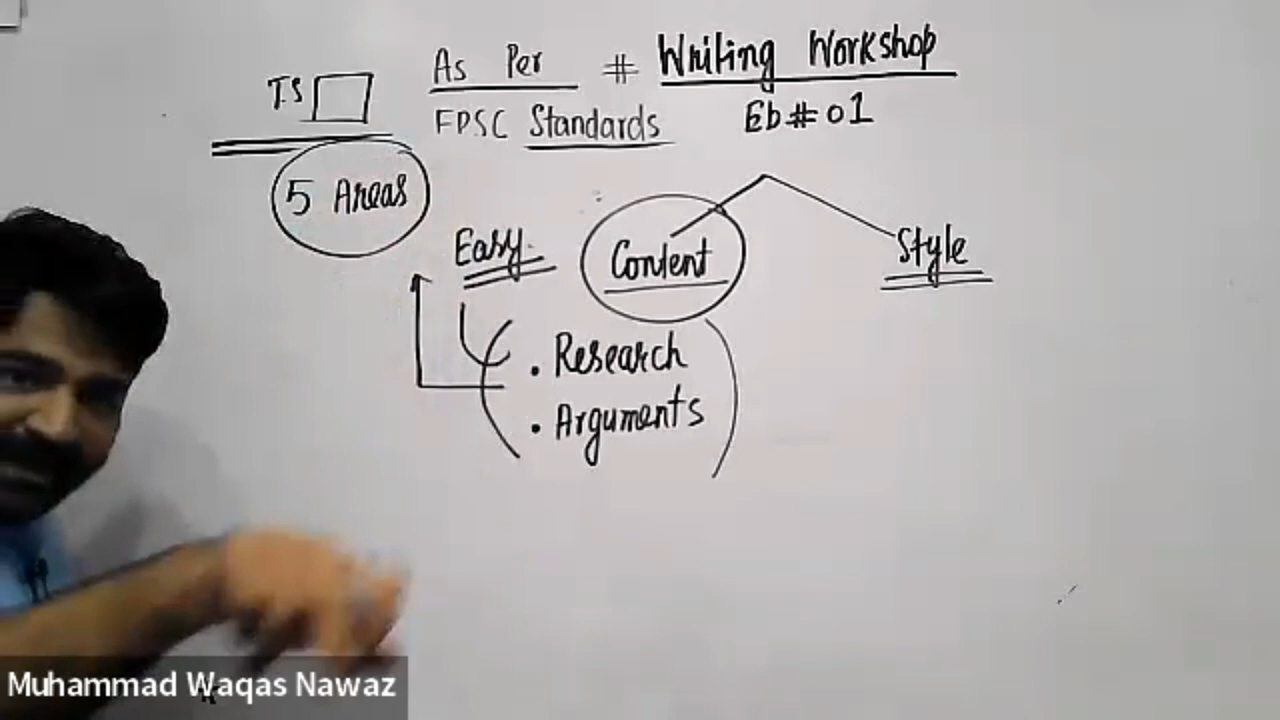 As Per # Writing Workshop
T.S
FPSC Standards Eb#01
5 Areas
Easy. Content Style
. Research
. Arguments
Muhammad Waqas Nawaz